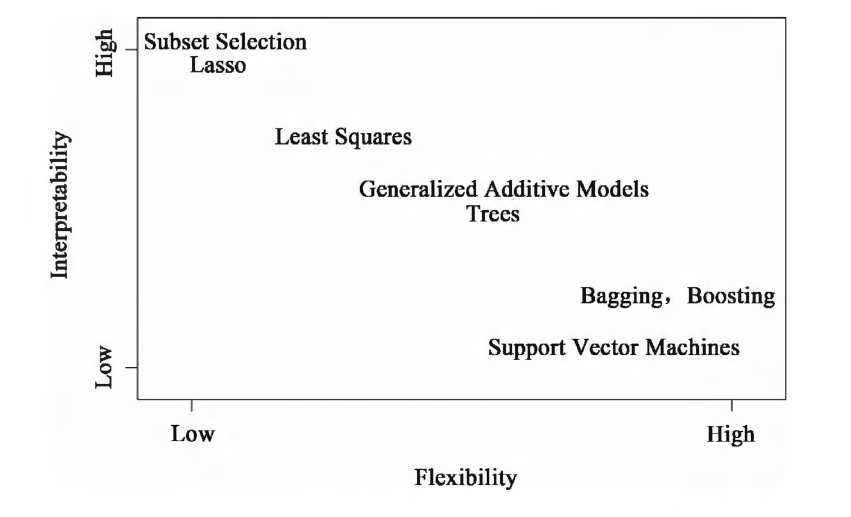 High
Subset Selection
Lasso
Least Squares
Interpretability
Generalized Additive Models
Trees
Bagging，Boosting
Support Vector Machines
Low
Low
High
Flexibility